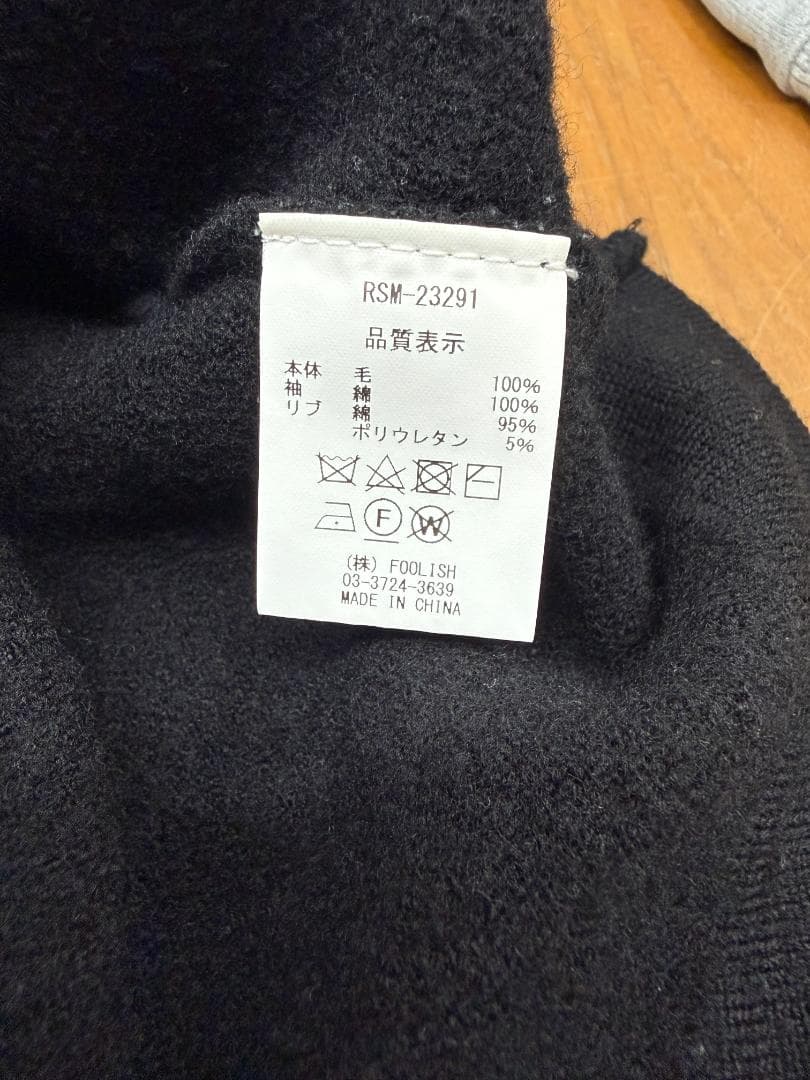 RSM-23291
品質表示
本体 毛 100%
袖 綿 100%
リブ 綿 95%
ポリウレタン 5%
F W
(株) FOOLISH
03-3724-3639
MADE IN CHINA